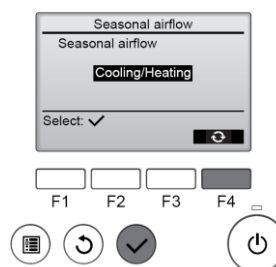 Seasonal airflow
Seasonal airflow
Cooling/Heating
Select: ✓
F1 F2 F3 F4